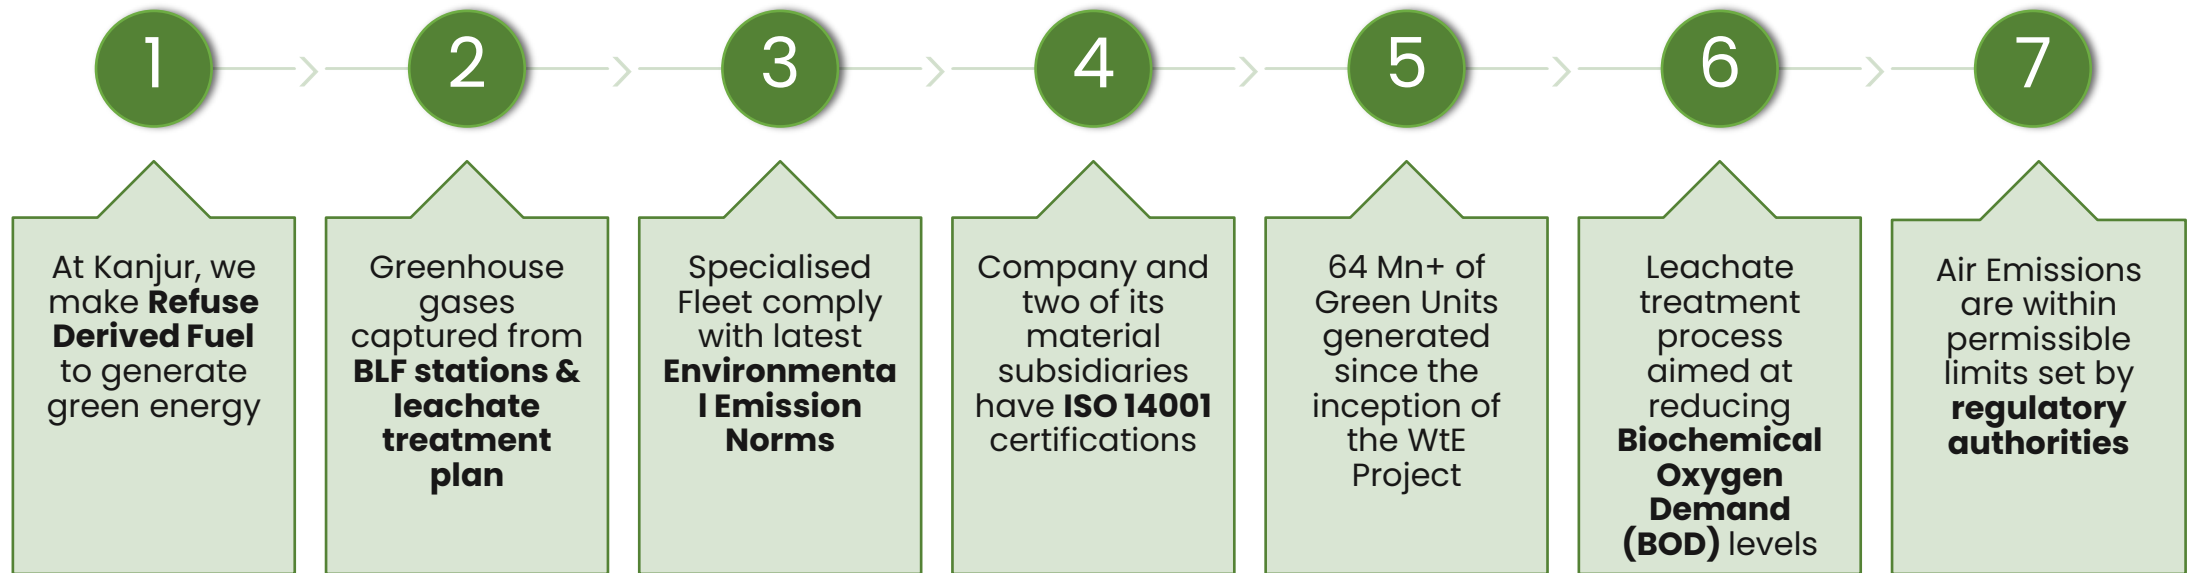 1
2
3
4
5
6
7
At Kanjur, we
make Refuse
Derived Fuel
to generate
green energy
Greenhouse
gases
captured from
BLF stations &
leachate
treatment
plan
Specialised
Fleet comply
with latest
Environmenta
l Emission
Norms
Company and
two of its
material
subsidiaries
have ISO 14001
certifications
64 Mn+ of
Green Units
generated
since the
inception of
the WtE
Project
Leachate
treatment
process
aimed at
reducing
Biochemical
Oxygen
Demand
(BOD) levels
Air Emissions
are within
permissible
limits set by
regulatory
authorities